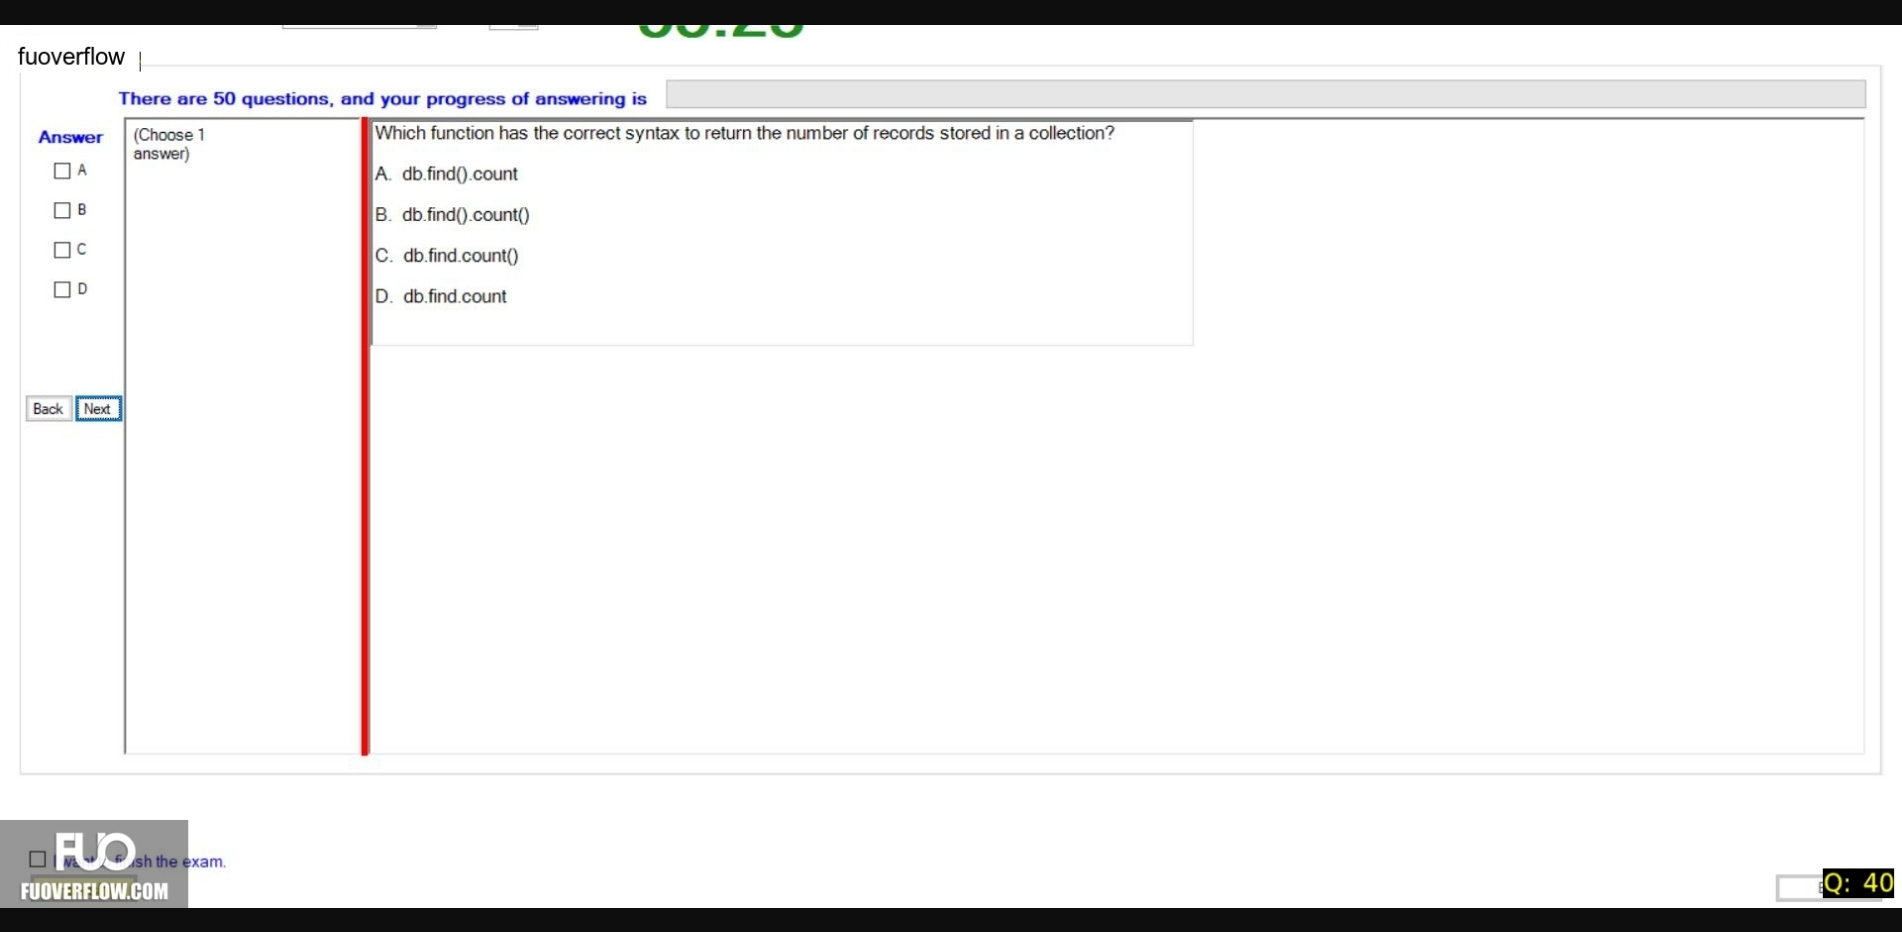 fuoverflow
There are 50 questions, and your progress of answering is
Answer
(Choose 1
answer)
A
B
C
D
Back
Next
Which function has the correct syntax to return the number of records stored in a collection?
A. db.find().count
B. db.find().count()
C. db.find.count()
D. db.find.count
FUO
finish the exam.
FUOVERFLOW.COM
Q: 40